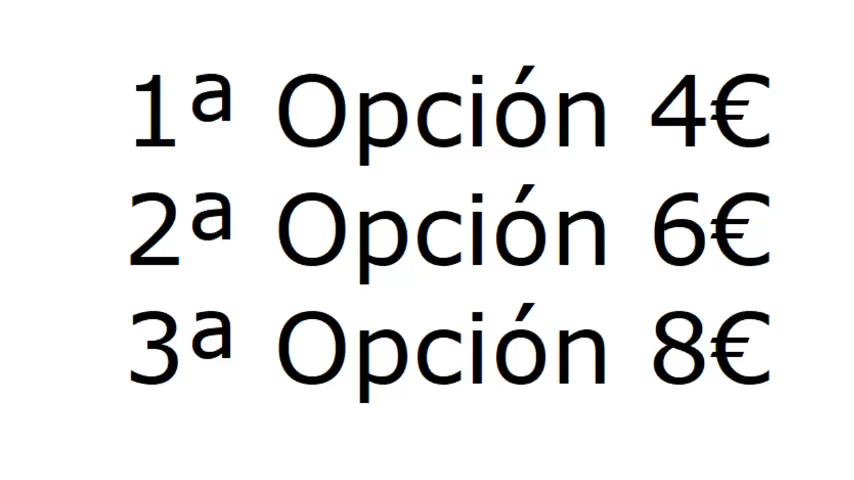 1ª Opción 4€
2ª Opción 6€
3ª Opción 8€